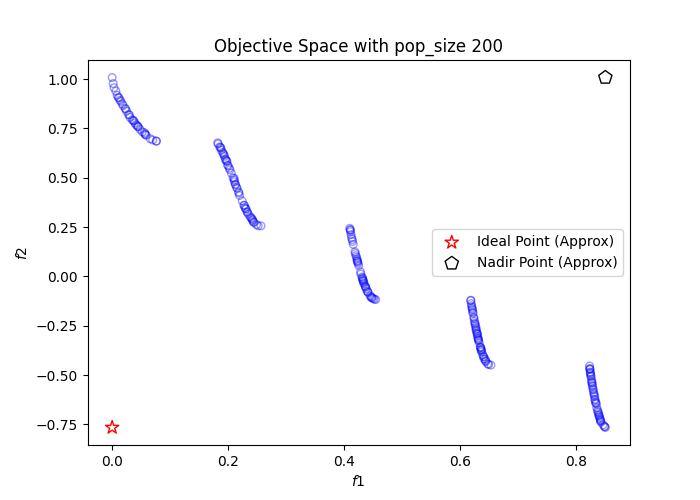 Objective Space with pop_size 200
1.00
0.75
0.50
0.25
0.00
−0.25
−0.50
−0.75
f2
Ideal Point (Approx)
Nadir Point (Approx)
0.0 0.2 0.4 0.6 0.8
f1